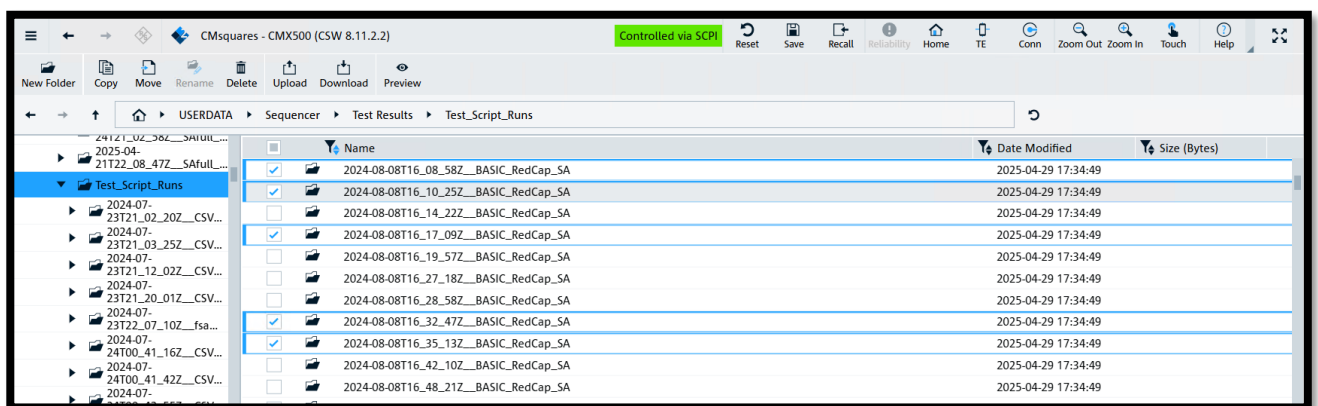 CMsquares - CMX500 (CSW 8.11.2.2)
Controlled via SCPI
Reset
Save
Recall
Reliability
Home
TE
Conn
Zoom Out
Zoom In
Touch
Help
New Folder
Copy
Move
Rename
Delete
Upload
Download
Preview
USERDATA
Sequencer
Test Results
Test_Script_Runs
24T21_02_58Z__SAfull_...
2025-04-
21T22_08_47Z__SAfull_...
Test_Script_Runs
2024-07-
23T21_02_20Z__CSV...
2024-07-
23T21_03_25Z__CSV...
2024-07-
23T21_12_02Z__CSV...
2024-07-
23T21_20_01Z__CSV...
2024-07-
23T22_07_10Z__fsa...
2024-07-
24T00_41_16Z__CSV...
2024-07-
24T00_41_42Z__CSV...
2024-07-
Name Date Modified Size (Bytes)
2024-08-08T16_08_58Z__BASIC_RedCap_SA 2025-04-29 17:34:49
2024-08-08T16_10_25Z__BASIC_RedCap_SA 2025-04-29 17:34:49
2024-08-08T16_14_22Z__BASIC_RedCap_SA 2025-04-29 17:34:49
2024-08-08T16_17_09Z__BASIC_RedCap_SA 2025-04-29 17:34:49
2024-08-08T16_19_57Z__BASIC_RedCap_SA 2025-04-29 17:34:49
2024-08-08T16_27_18Z__BASIC_RedCap_SA 2025-04-29 17:34:49
2024-08-08T16_28_58Z__BASIC_RedCap_SA 2025-04-29 17:34:49
2024-08-08T16_32_47Z__BASIC_RedCap_SA 2025-04-29 17:34:49
2024-08-08T16_35_13Z__BASIC_RedCap_SA 2025-04-29 17:34:49
2024-08-08T16_42_10Z__BASIC_RedCap_SA 2025-04-29 17:34:49
2024-08-08T16_48_21Z__BASIC_RedCap_SA 2025-04-29 17:34:49